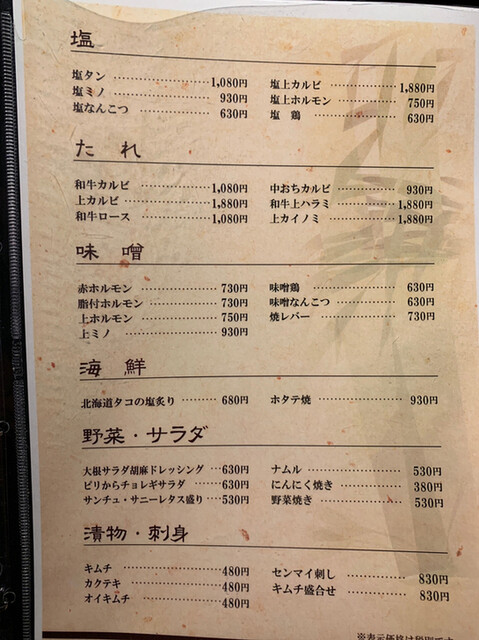 塩
塩タン 1,080円
塩ミノ 930円
塩なんこつ 630円
塩上カルビ 1,880円
塩上ホルモン 750円
塩 鶏 630円
たれ
和牛カルビ 1,080円
上カルビ 1,880円
和牛ロース 1,080円
中おちカルビ 930円
和牛上ハラミ 1,880円
上カイノミ 1,880円
味噌
赤ホルモン 730円
脂付ホルモン 730円
上ホルモン 750円
上ミノ 930円
味噌鶏 630円
味噌なんこつ 630円
焼レバー 730円
海鮮
北海道タコの塩炙り 680円
ホタテ焼 930円
野菜・サラダ
大根サラダ胡麻ドレッシング 630円
ピリからチョレギサラダ 630円
サンチュ・サニーレタス盛り 530円
ナムル 530円
にんにく焼き 380円
野菜焼き 530円
漬物・刺身
キムチ 480円
カクテキ 480円
オイキムチ 480円
センマイ刺し 830円
キムチ盛合せ 830円
※表示価格は税別です